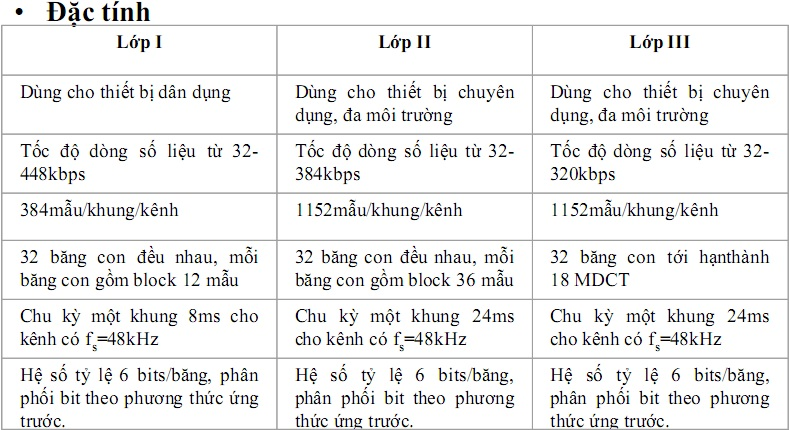 • Đặc tính
Lớp I
Lớp II
Lớp III
Dùng cho thiết bị dân dụng
Dùng cho thiết bị chuyên
dụng, đa môi trường
Dùng cho thiết bị chuyên
dụng, đa môi trường
Tốc độ dòng số liệu từ 32-
448kbps
Tốc độ dòng số liệu từ 32-
384kbps
Tốc độ dòng số liệu từ 32-
320kbps
384mẫu/khung/kênh
1152mẫu/khung/kênh
1152mẫu/khung/kênh
32 băng con đều nhau, mỗi
băng con gồm block 12 mẫu
32 băng con đều nhau, mỗi
băng con gồm block 36 mẫu
32 băng con tới hạnthành
18 MDCT
Chu kỳ một khung 8ms cho
kênh có fs=48kHz
Chu kỳ một khung 24ms
cho kênh có fs=48kHz
Chu kỳ một khung 24ms
cho kênh có fs=48kHz
Hệ số tỷ lệ 6 bits/băng, phân
phối bit theo phương thức ứng
trước.
Hệ số tỷ lệ 6 bits/băng,
phân phối bit theo phương
thức ứng trước.
Hệ số tỷ lệ 6 bits/băng,
phân phối bit theo phương
thức ứng trước.